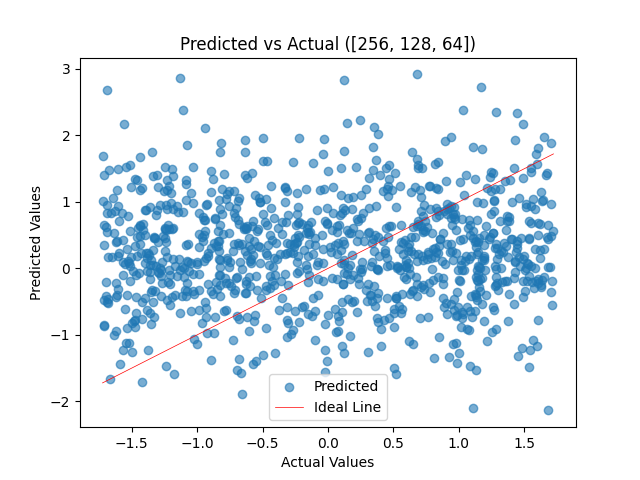 Predicted vs Actual ([256, 128, 64])
3
2
1
0
−1
−2
Predicted Values
Predicted
Ideal Line
−1.5 −1.0 −0.5 0.0 0.5 1.0 1.5
Actual Values